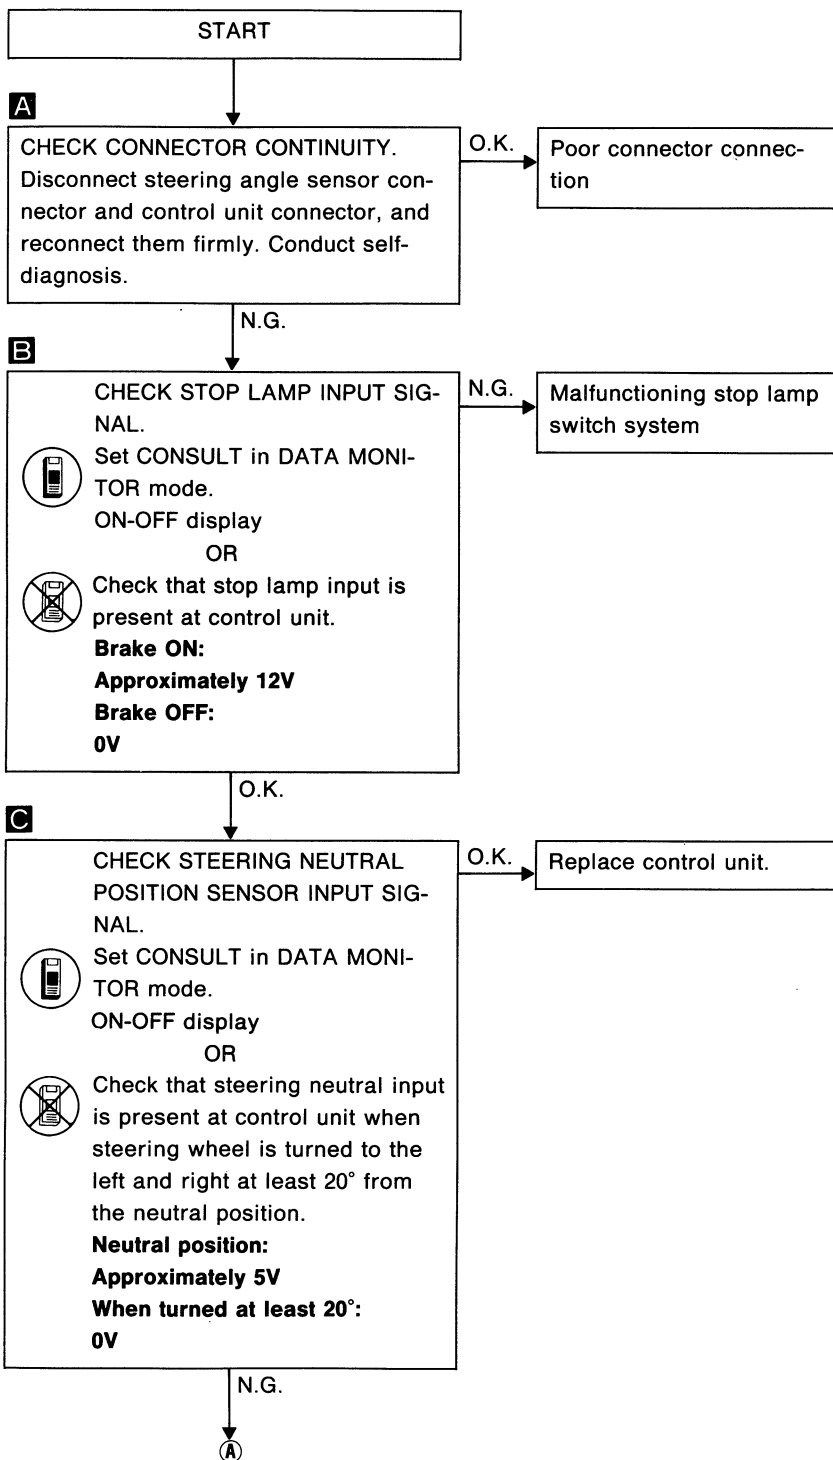 START
A
CHECK CONNECTOR CONTINUITY.
Disconnect steering angle sensor con-
nector and control unit connector, and
reconnect them firmly. Conduct self-
diagnosis.
O.K.
Poor connector connec-
tion
N.G.
B
CHECK STOP LAMP INPUT SIG-
NAL.
Set CONSULT in DATA MONI-
TOR mode.
ON-OFF display
OR
Check that stop lamp input is
present at control unit.
Brake ON:
Approximately 12V
Brake OFF:
0V
N.G.
Malfunctioning stop lamp
switch system
O.K.
C
CHECK STEERING NEUTRAL
POSITION SENSOR INPUT SIG-
NAL.
Set CONSULT in DATA MONI-
TOR mode.
ON-OFF display
OR
Check that steering neutral input
is present at control unit when
steering wheel is turned to the
left and right at least 20° from
the neutral position.
Neutral position:
Approximately 5V
When turned at least 20°:
0V
O.K.
Replace control unit.
N.G.
A